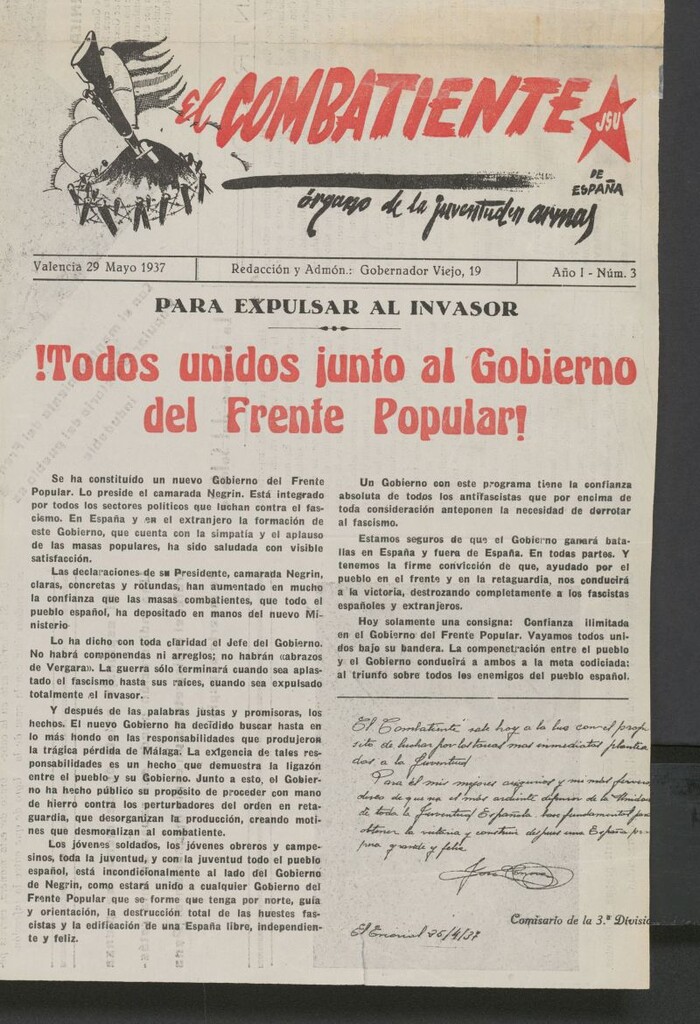 el COMBATIENTE
JSU
DE
ESPAÑA
órgano de la juventud en armas
Valencia 29 Mayo 1937
Redacción y Admón.: Gobernador Viejo, 19
Año I - Núm. 3
PARA EXPULSAR AL INVASOR
!Todos unidos junto al Gobierno
del Frente Popular!
Se ha constituído un nuevo Gobierno del Frente
Popular. Lo preside el camarada Negrin. Está integrado
por todos los sectores políticos que luchan contra el fas-
cismo. En España y en el extranjero la formación de
este Gobierno, que cuenta con la simpatía y el aplauso
de las masas populares, ha sido saludada con visible
satisfacción.
Las declaraciones de su Presidente, camarada Negrin,
claras, concretas y rotundas, han aumentado en mucho
la confianza que las masas combatientes, que todo el
pueblo español, ha depositado en manos del nuevo Mi-
nisterio
Lo ha dicho con toda claridad el Jefe del Gobierno.
No habrá componendas ni arreglos; no habrán «abrazos
de Vergara». La guerra sólo terminará cuando sea aplas-
tado el fascismo hasta sus raíces, cuando sea expulsado
totalmente el invasor.
Y después de las palabras justas y promisoras, los
hechos. El nuevo Gobierno ha decidido buscar hasta en
lo más hondo en las responsabilidades que produjeron
la trágica pérdida de Málaga. La exigencia de tales res-
ponsabilidades es un hecho que demuestra la ligazón
entre el pueblo y su Gobierno. Junto a esto, el Gobier-
no ha hecho público su propósito de proceder con mano
de hierro contra los perturbadores del orden en reta-
guardia, que desorganizan la producción, creando moti-
nes que desmoralizan al combatiente.
Los jóvenes soldados, los jóvenes obreros y campe-
sinos, toda la juventud, y con la juventud todo el pueblo
español, está incondicionalmente al lado del Gobierno
de Negrin, como estará unido a cualquier Gobierno del
Frente Popular que se forme que tenga por norte, guía
y orientación, la destrucción total de las huestes fas-
cistas y la edificación de una España libre, independien-
te y feliz.
Un Gobierno con este programa tiene la confianza
absoluta de todos los antifascistas que por encima de
toda consideración anteponen la necesidad de derrotar
al fascismo.
Estamos seguros de que el Gobierno ganará bata-
llas en España y fuera de España. En todas partes. Y
tenemos la firme convicción de que, ayudado por el
pueblo en el frente y en la retaguardia, nos conducirá
a la victoria, destrozando completamente a los fascistas
españoles y extranjeros.
Hoy solamente una consigna: Confianza ilimitada
en el Gobierno del Frente Popular. Vayamos todos uni-
dos bajo su bandera. La compenetración entre el pueblo
y el Gobierno conducirá a ambos a la meta codiciada:
al triunfo sobre todos los enemigos del pueblo español.
"El Combatiente" sale hoy a la luz con el propó-
sito de luchar por las tareas mas inmediatas plantea
das a la Juventud
Para él mis mejores augurios y mi más ferviente
deseo de que sea el más ardiente defensor de la Unidad
de toda la Juventud Española base fundamental para
obtener la victoria y construir despues una España
grande y feliz
Comisario de la 3.ª Divisió
El Escorial 25/4/37